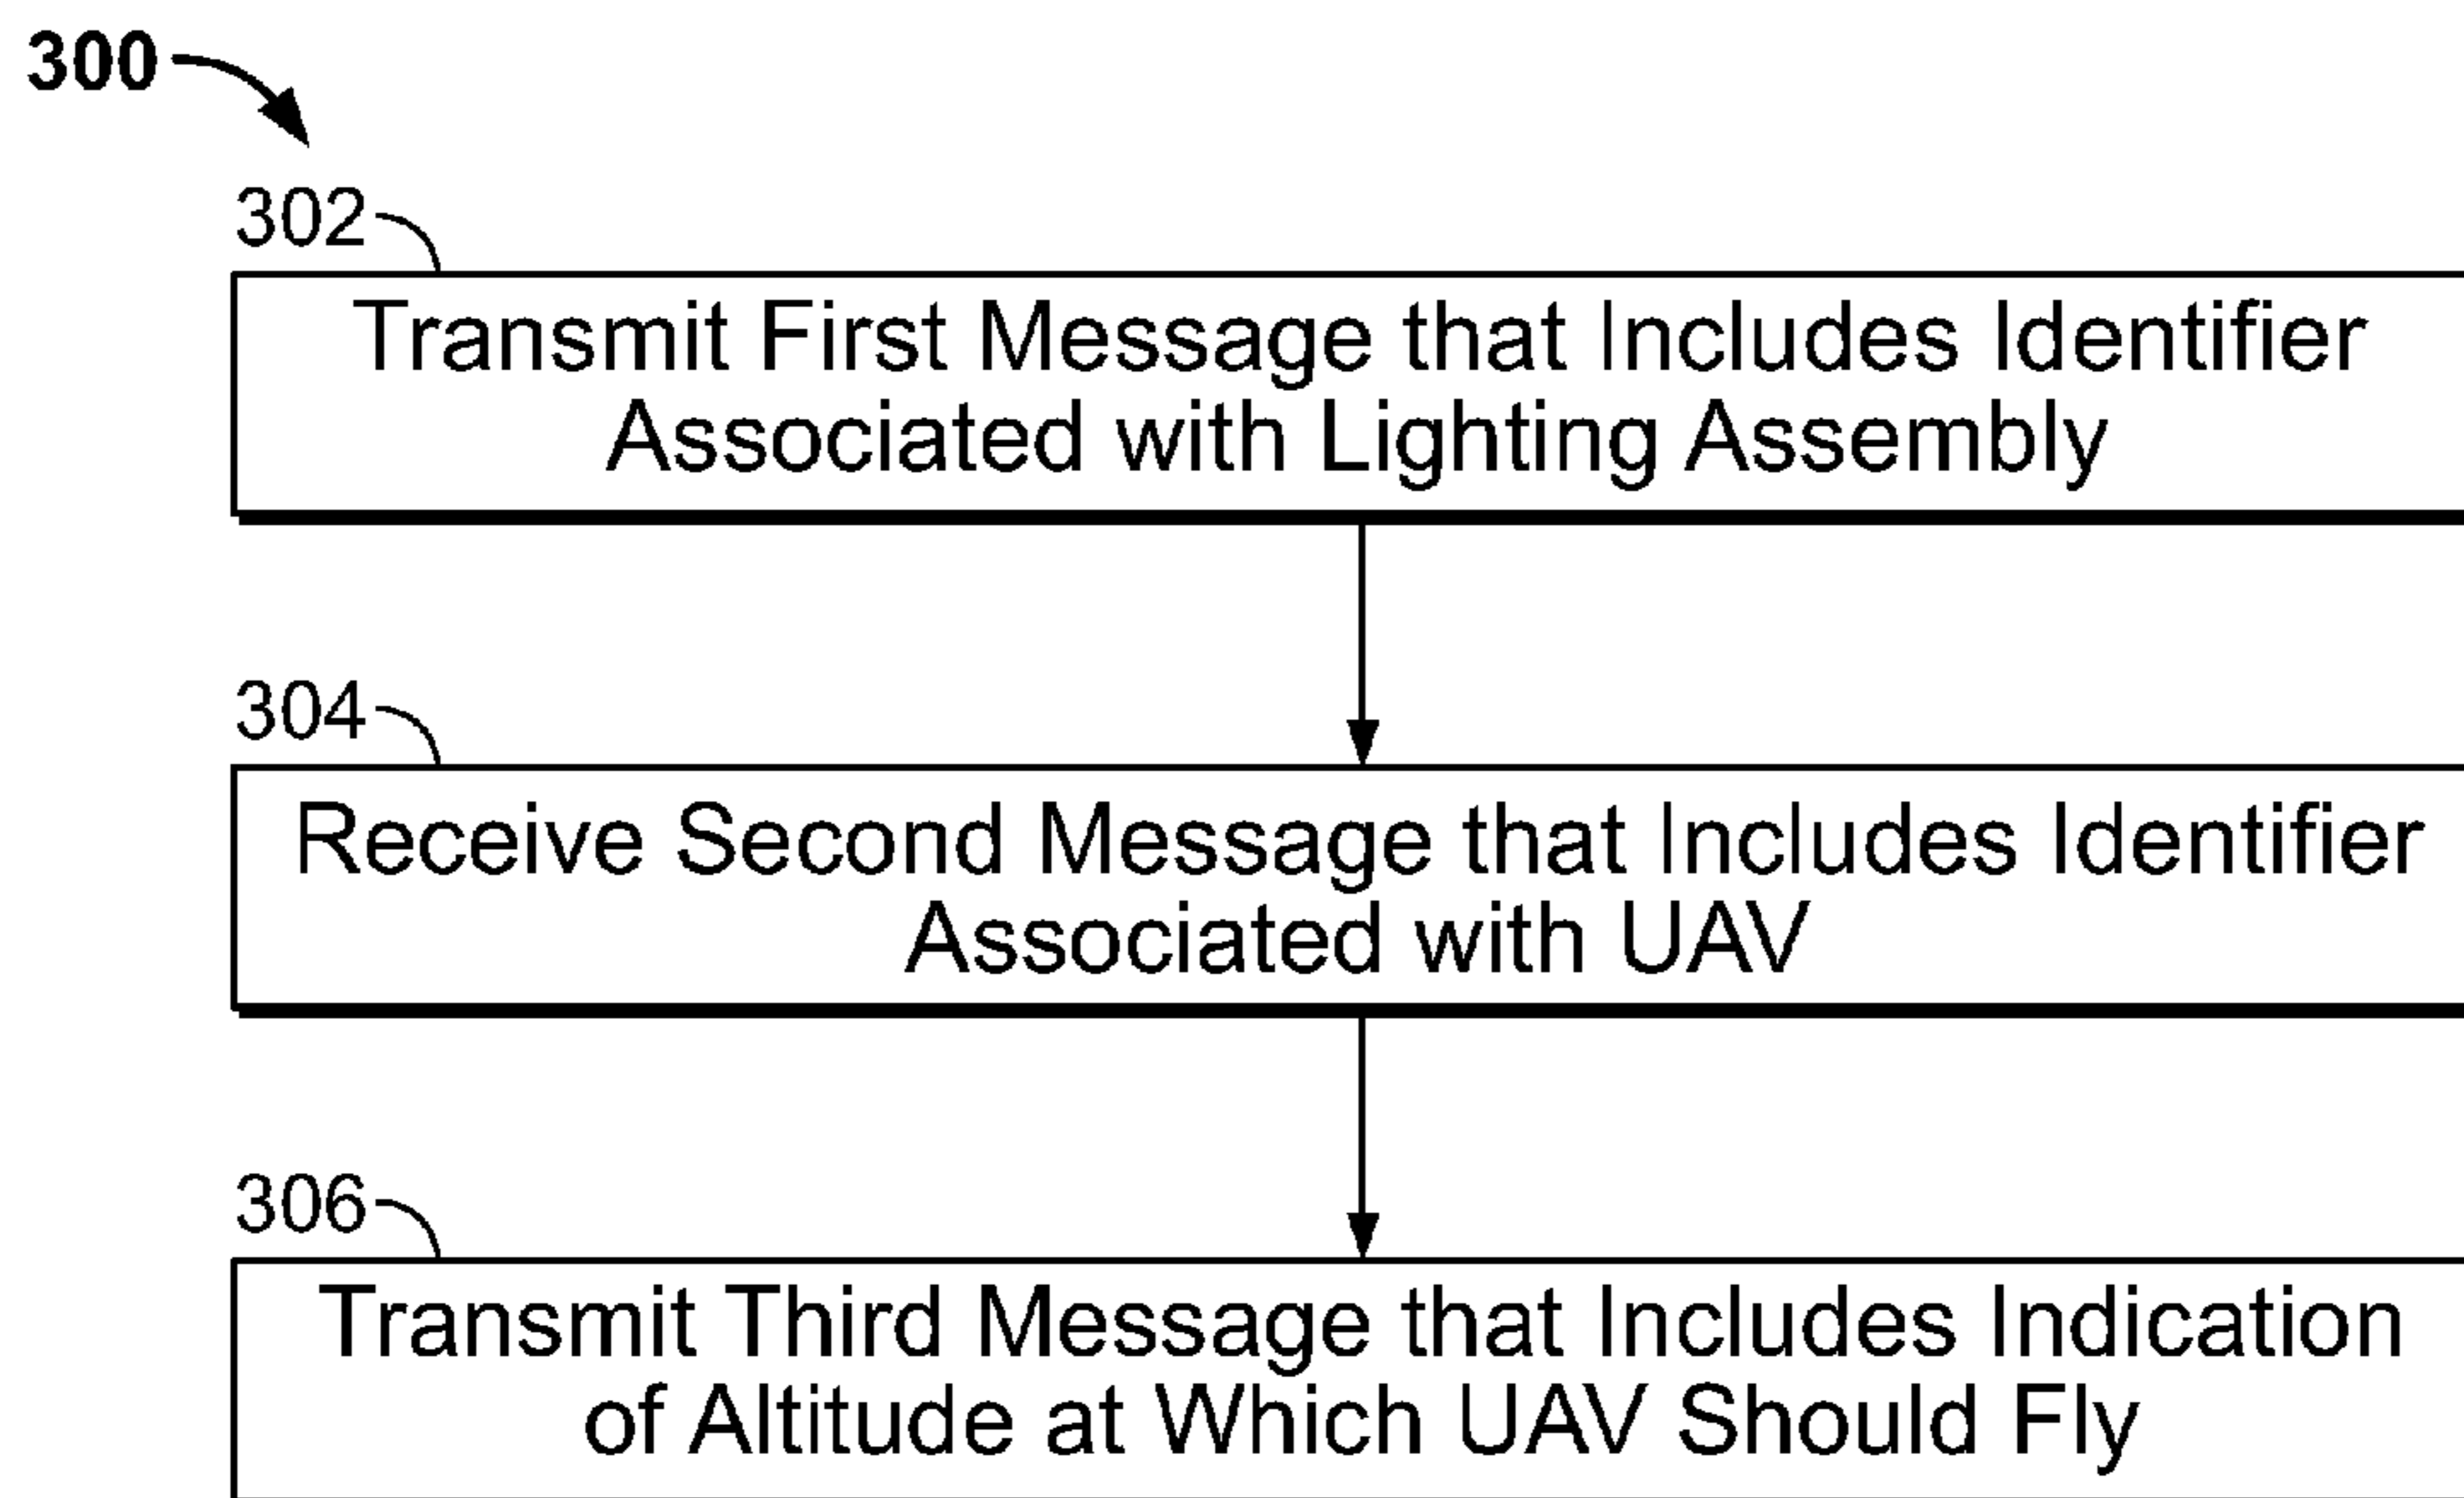 300
302
Transmit First Message that Includes Identifier
Associated with Lighting Assembly
304
Receive Second Message that Includes Identifier
Associated with UAV
306
Transmit Third Message that Includes Indication
of Altitude at Which UAV Should Fly